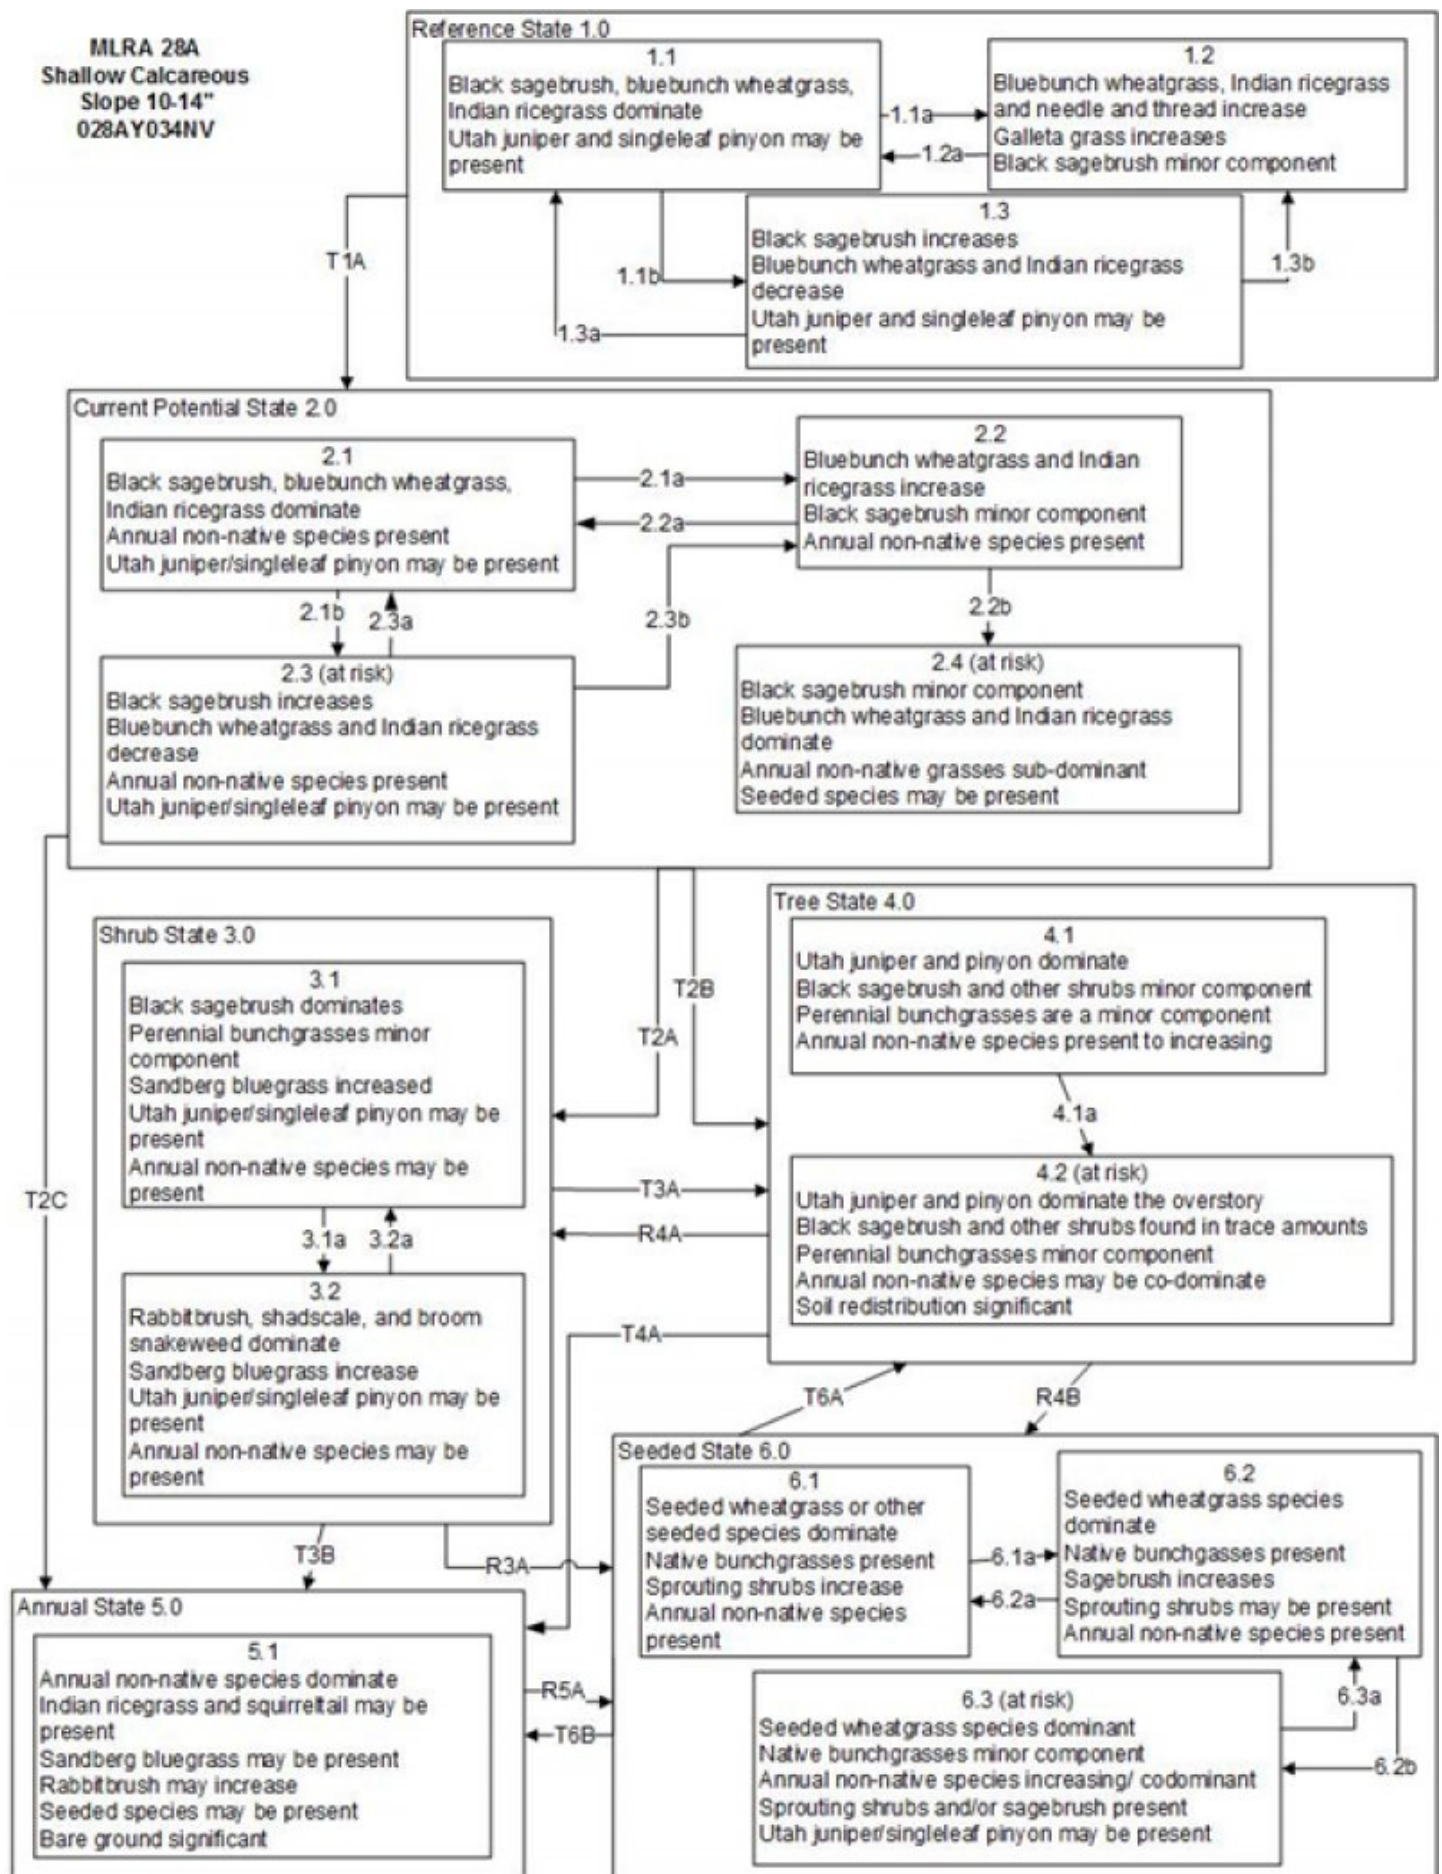 MLRA 28A
Shallow Calcareous
Slope 10-14"
028AY034NV
Reference State 1.0
1.1
Black sagebrush, bluebunch wheatgrass,
Indian ricegrass dominate
Utah juniper and singleleaf pinyon may be
present
1.1a
1.2a
1.2
Bluebunch wheatgrass, Indian ricegrass
and needle and thread increase
Galleta grass increases
Black sagebrush minor component
T1A
1.1b
1.3a
1.3
Black sagebrush increases
Bluebunch wheatgrass and Indian ricegrass
decrease
Utah juniper and singleleaf pinyon may be
present
1.3b
Current Potential State 2.0
2.1
Black sagebrush, bluebunch wheatgrass,
Indian ricegrass dominate
Annual non-native species present
Utah juniper/singleleaf pinyon may be present
2.1a
2.2a
2.2
Bluebunch wheatgrass and Indian
ricegrass increase
Black sagebrush minor component
Annual non-native species present
2.1b
2.3a
2.3b
2.2b
2.3 (at risk)
Black sagebrush increases
Bluebunch wheatgrass and Indian ricegrass
decrease
Annual non-native species present
Utah juniper/singleleaf pinyon may be present
2.4 (at risk)
Black sagebrush minor component
Bluebunch wheatgrass and Indian ricegrass
dominate
Annual non-native grasses sub-dominant
Seeded species may be present
T2C
T2A
T2B
Shrub State 3.0
3.1
Black sagebrush dominates
Perennial bunchgrasses minor
component
Sandberg bluegrass increased
Utah juniper/singleleaf pinyon may be
present
Annual non-native species may be
present
3.1a
3.2a
3.2
Rabbitbrush, shadscale, and broom
snakeweed dominate
Sandberg bluegrass increase
Utah juniper/singleleaf pinyon may be
present
Annual non-native species may be
present
T3A
R4A
T4A
Tree State 4.0
4.1
Utah juniper and pinyon dominate
Black sagebrush and other shrubs minor component
Perennial bunchgrasses are a minor component
Annual non-native species present to increasing
4.1a
4.2 (at risk)
Utah juniper and pinyon dominate the overstory
Black sagebrush and other shrubs found in trace amounts
Perennial bunchgrasses minor component
Annual non-native species may be co-dominate
Soil redistribution significant
T6A
R4B
T3B
R3A
Annual State 5.0
5.1
Annual non-native species dominate
Indian ricegrass and squirreltail may be
present
Sandberg bluegrass may be present
Rabbitbrush may increase
Seeded species may be present
Bare ground significant
R5A
T6B
Seeded State 6.0
6.1
Seeded wheatgrass or other
seeded species dominate
Native bunchgrasses present
Sprouting shrubs increase
Annual non-native species
present
6.1a
6.2a
6.2
Seeded wheatgrass species
dominate
Native bunchgasses present
Sagebrush increases
Sprouting shrubs may be present
Annual non-native species present
6.3 (at risk)
Seeded wheatgrass species dominant
Native bunchgrasses minor component
Annual non-native species increasing/ codominant
Sprouting shrubs and/or sagebrush present
Utah juniper/singleleaf pinyon may be present
6.3a
6.2b